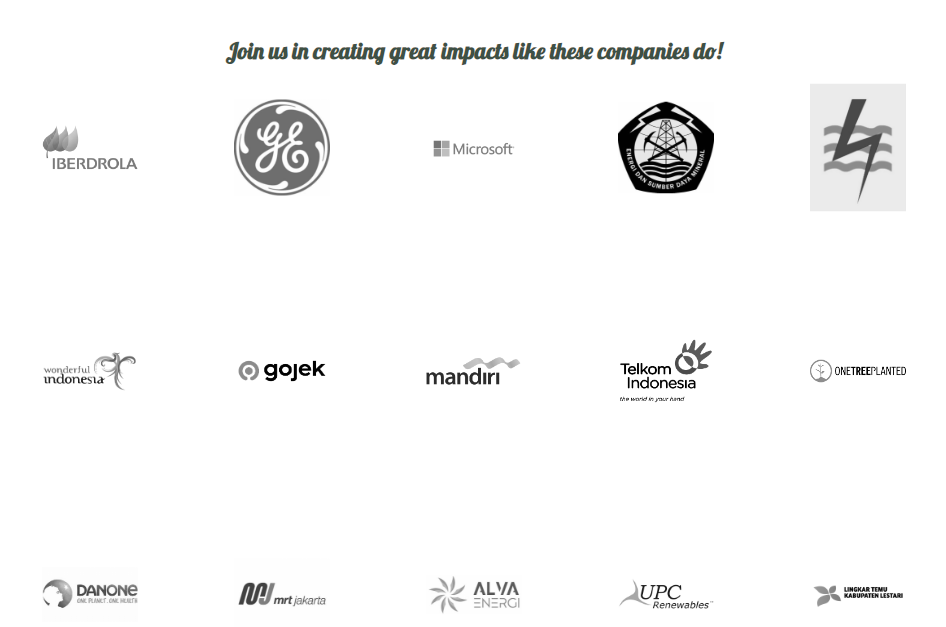 Join us in creating great impacts like these companies do!
IBERDROLA
GE
Microsoft
ENERGI DAN SUMBER DAYA MINERAL
wonderful
indonesia
gojek
mandırı
Telkom
Indonesia
the world in your hand
ONETREEPLANTED
DANONE
ONE PLANET. ONE HEALTH
mrt jakarta
ALVA
ENERGI
UPC
Renewables™
LINGKAR TEMU
KABUPATEN LESTARI